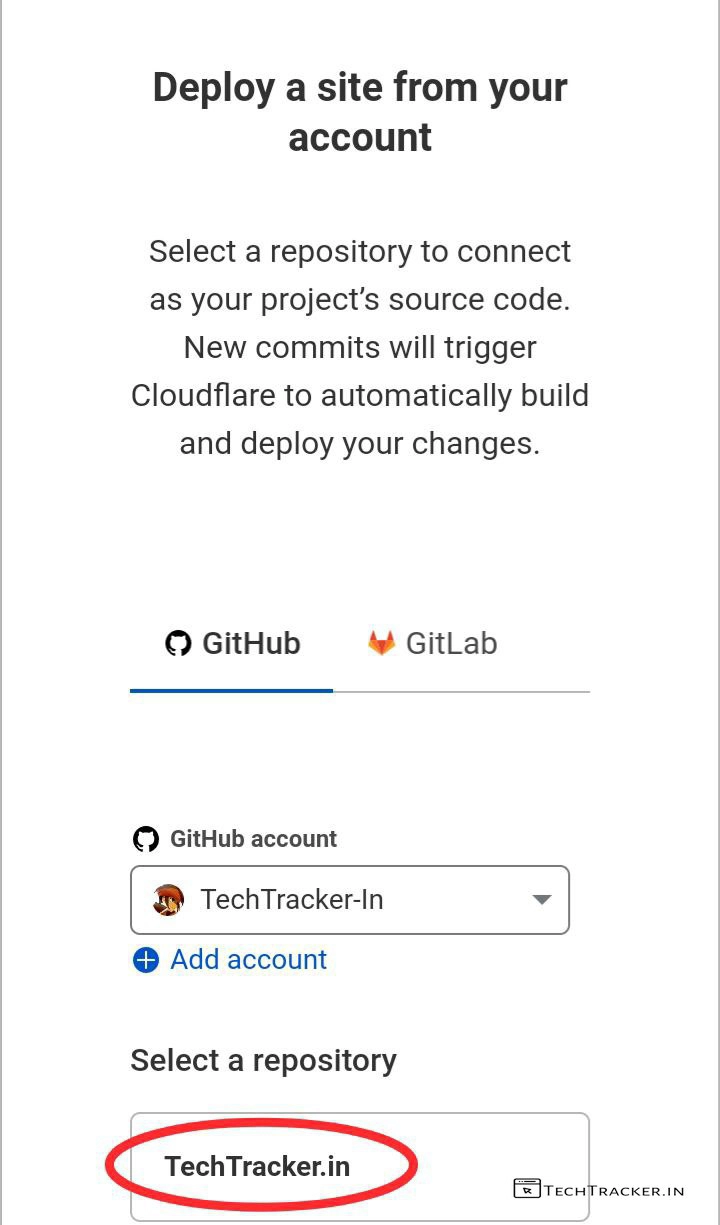 Deploy a site from your
account
Select a repository to connect
as your project’s source code.
New commits will trigger
Cloudflare to automatically build
and deploy your changes.
GitHub GitLab
GitHub account
TechTracker-In
Add account
Select a repository
TechTracker.in
TECHTRACKER.IN